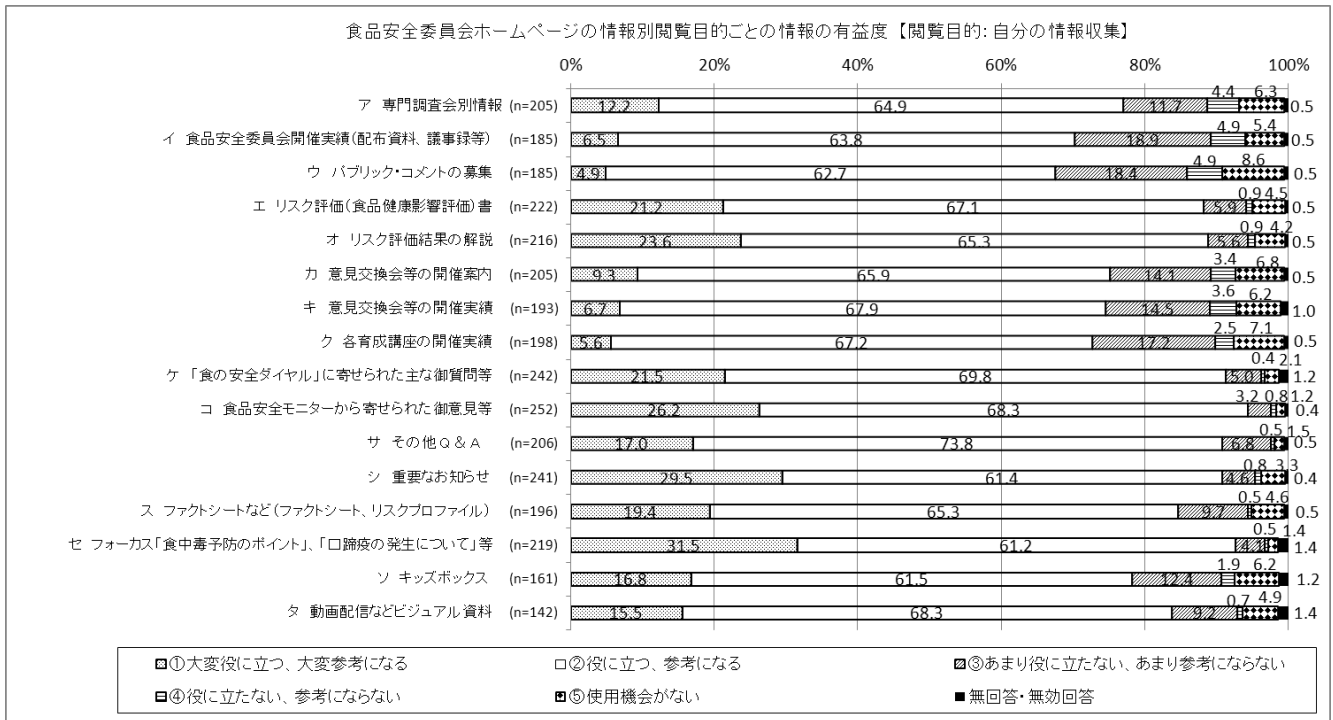 食品安全委員会ホームページの情報別閲覧目的ごとの情報の有益度【閲覧目的:自分の情報収集】
0% 20% 40% 60% 80% 100%
ア 専門調査会別情報 (n=205) 12.2 64.9 11.7 4.4 6.3 0.5
イ 食品安全委員会開催実績(配布資料、議事録等) (n=185) 6.5 63.8 18.9 4.9 5.4 0.5
ウ パブリック・コメントの募集 (n=185) 4.9 62.7 18.4 4.9 8.6 0.5
エ リスク評価(食品健康影響評価)書 (n=222) 21.2 67.1 5.9 0.9 4.5 0.5
オ リスク評価結果の解説 (n=216) 23.6 65.3 5.6 0.9 4.2 0.5
カ 意見交換会等の開催案内 (n=205) 9.3 65.9 14.1 3.4 6.8 0.5
キ 意見交換会等の開催実績 (n=193) 6.7 67.9 14.5 3.6 6.2 1.0
ク 各育成講座の開催実績 (n=198) 5.6 67.2 17.2 2.5 7.1 0.5
ケ 「食の安全ダイヤル」に寄せられた主な御質問等 (n=242) 21.5 69.8 5.0 0.4 2.1 1.2
コ 食品安全モニターから寄せられた御意見等 (n=252) 26.2 68.3 3.2 0.8 1.2 0.4
サ その他Q&A (n=206) 17.0 73.8 6.8 0.5 1.5 0.5
シ 重要なお知らせ (n=241) 29.5 61.4 4.6 0.8 3.3 0.4
ス ファクトシートなど(ファクトシート、リスクプロファイル) (n=196) 19.4 65.3 9.7 0.5 4.6 0.5
セ フォーカス「食中毒予防のポイント」、「口蹄疫の発生について」等 (n=219) 31.5 61.2 4.1 0.5 1.4 1.4
ソ キッズボックス (n=161) 16.8 61.5 12.4 1.9 6.2 1.2
タ 動画配信などビジュアル資料 (n=142) 15.5 68.3 9.2 0.7 4.9 1.4
①大変役に立つ、大変参考になる ②役に立つ、参考になる ③あまり役に立たない、あまり参考にならない
④役に立たない、参考にならない ⑤使用機会がない 無回答・無効回答